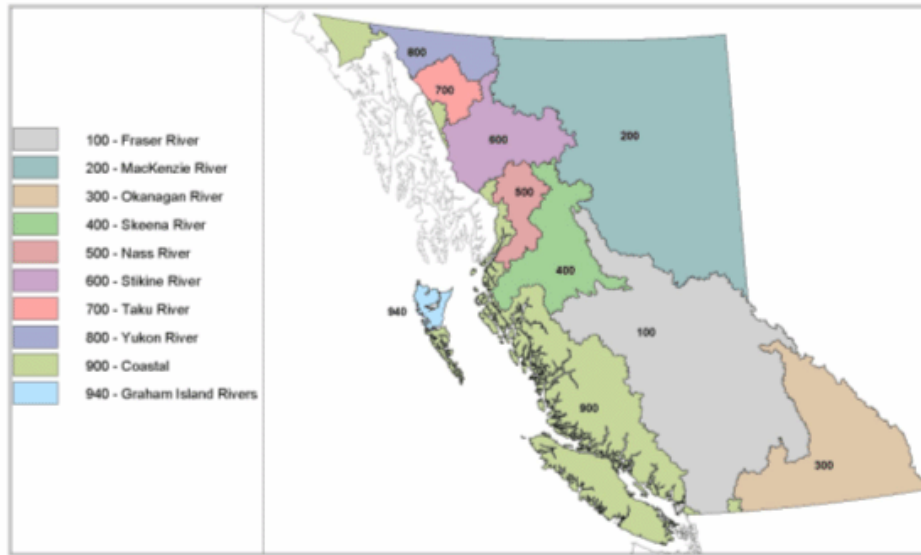 100 - Fraser River
200 - MacKenzie River
300 - Okanagan River
400 - Skeena River
500 - Nass River
600 - Stikine River
700 - Taku River
800 - Yukon River
900 - Coastal
940 - Graham Island Rivers
800
700
200
600
500
400
940
100
900
300